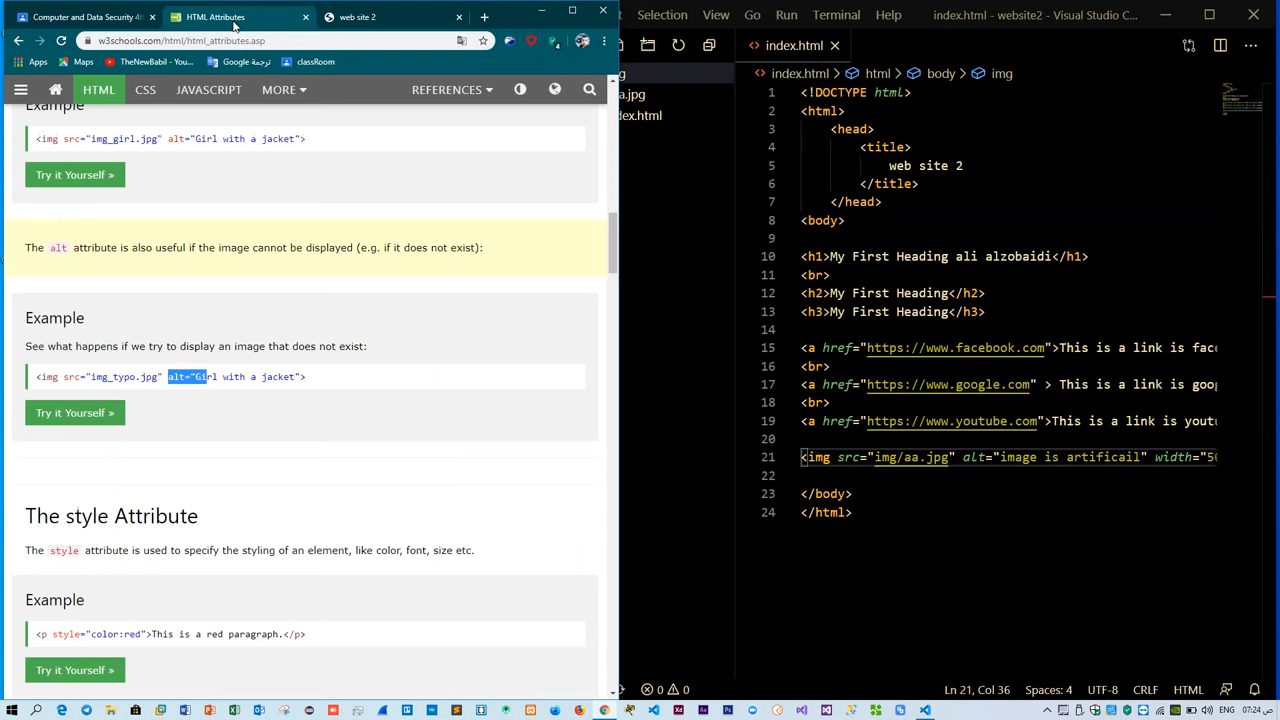 Computer and Data Security 4t
HTML Attributes
web site 2
w3schools.com/html/html_attributes.asp
Apps
Maps
TheNewBabil - You...
ترجمة Google
classRoom
HTML
CSS
JAVASCRIPT
MORE
REFERENCES
Example
<img src="img_girl.jpg" alt="Girl with a jacket">
Try it Yourself »
The alt attribute is also useful if the image cannot be displayed (e.g. if it does not exist):
Example
See what happens if we try to display an image that does not exist:
<img src="img_typo.jpg" alt="Girl with a jacket">
Try it Yourself »
The style Attribute
The style attribute is used to specify the styling of an element, like color, font, size etc.
Example
<p style="color:red">This is a red paragraph.</p>
Try it Yourself »
Selection View Go Run Terminal Help
index.html - website2 - Visual Studio C...
index.html
index.html > html > body > img
a.jpg
dex.html
1 <!DOCTYPE html>
2 <html>
3 <head>
4 <title>
5 web site 2
6 </title>
7 </head>
8 <body>
9
10 <h1>My First Heading ali alzobaidi</h1>
11 <br>
12 <h2>My First Heading</h2>
13 <h3>My First Heading</h3>
14
15 <a href="https://www.facebook.com">This is a link is fac
16 <br>
17 <a href="https://www.google.com" > This is a link is goo
18 <br>
19 <a href="https://www.youtube.com">This is a link is yout
20
21 <img src="img/aa.jpg" alt="image is artificail" width="50
22
23 </body>
24 </html>
0 0
Ln 21, Col 36
Spaces: 4
UTF-8
CRLF
HTML
ENG
07:24 ص